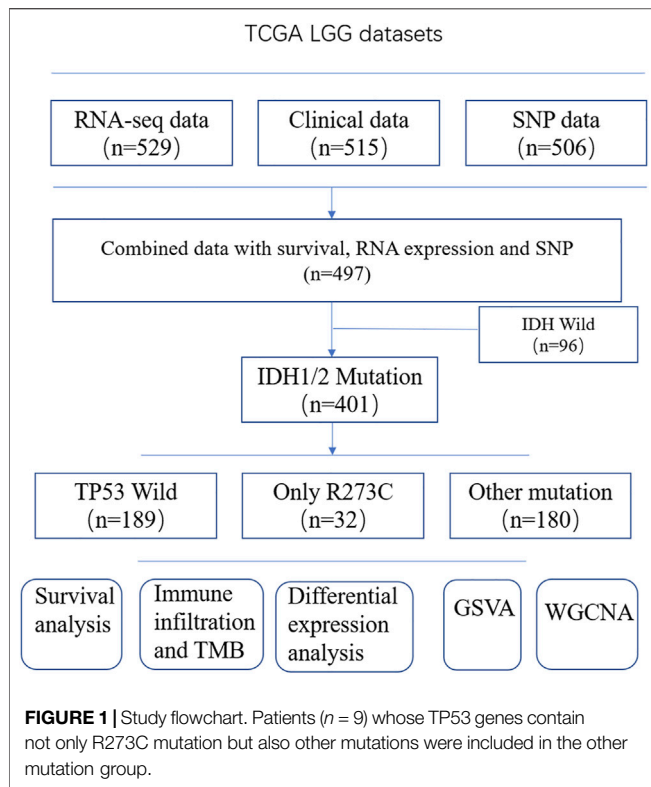 TCGA LGG datasets
RNA-seq data
(n=529)
Clinical data
(n=515)
SNP data
(n=506)
Combined data with survival, RNA expression and SNP
(n=497)
IDH Wild
(n=96)
IDH1/2 Mutation
(n=401)
TP53 Wild
(n=189)
Only R273C
(n=32)
Other mutation
(n=180)
Survival
analysis
Immune
infiltration
and TMB
Differential
expression
analysis
GSVA
WGCNA
FIGURE 1 | Study flowchart. Patients (n = 9) whose TP53 genes contain
not only R273C mutation but also other mutations were included in the other
mutation group.